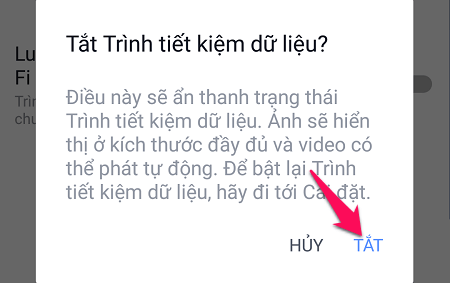 Tắt Trình tiết kiệm dữ liệu?
Lu
Fi
Trìn
chu
Điều này sẽ ẩn thanh trạng thái
Trình tiết kiệm dữ liệu. Ảnh sẽ hiển
thị ở kích thước đầy đủ và video có
thể phát tự động. Để bật lại Trình
tiết kiệm dữ liệu, hãy đi tới Cài đặt.
HỦY TẮT